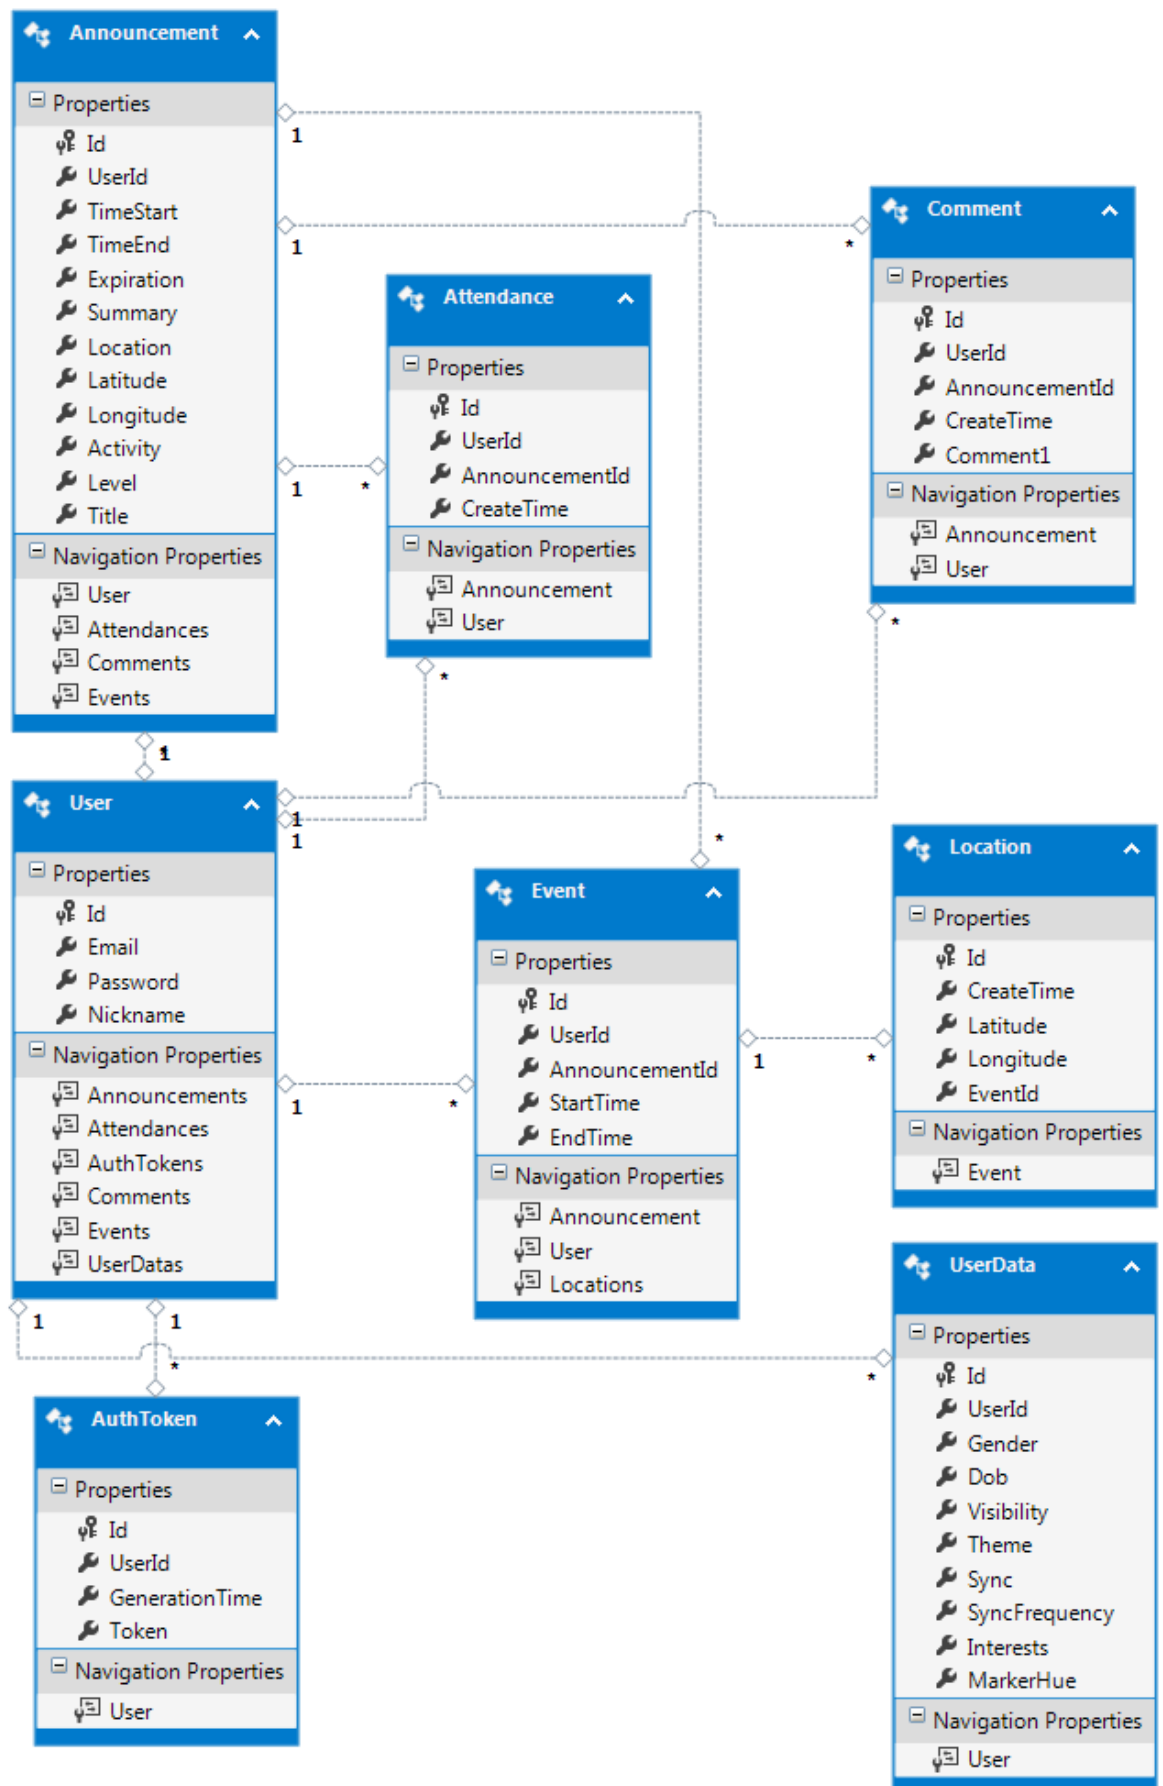 Announcement
Properties
Id
UserId
TimeStart
TimeEnd
Expiration
Summary
Location
Latitude
Longitude
Activity
Level
Title
Navigation Properties
User
Attendances
Comments
Events
1
1
1
*
*
Comment
Properties
Id
UserId
AnnouncementId
CreateTime
Comment1
Navigation Properties
Announcement
User
*
Attendance
Properties
Id
UserId
AnnouncementId
CreateTime
Navigation Properties
Announcement
User
*
1
User
Properties
Id
Email
Password
Nickname
Navigation Properties
Announcements
Attendances
AuthTokens
Comments
Events
UserDatas
1
1
1
*
*
Event
Properties
Id
UserId
AnnouncementId
StartTime
EndTime
Navigation Properties
Announcement
User
Locations
1
*
Location
Properties
Id
CreateTime
Latitude
Longitude
EventId
Navigation Properties
Event
1
1
*
*
AuthToken
Properties
Id
UserId
GenerationTime
Token
Navigation Properties
User
UserData
Properties
Id
UserId
Gender
Dob
Visibility
Theme
Sync
SyncFrequency
Interests
MarkerHue
Navigation Properties
User